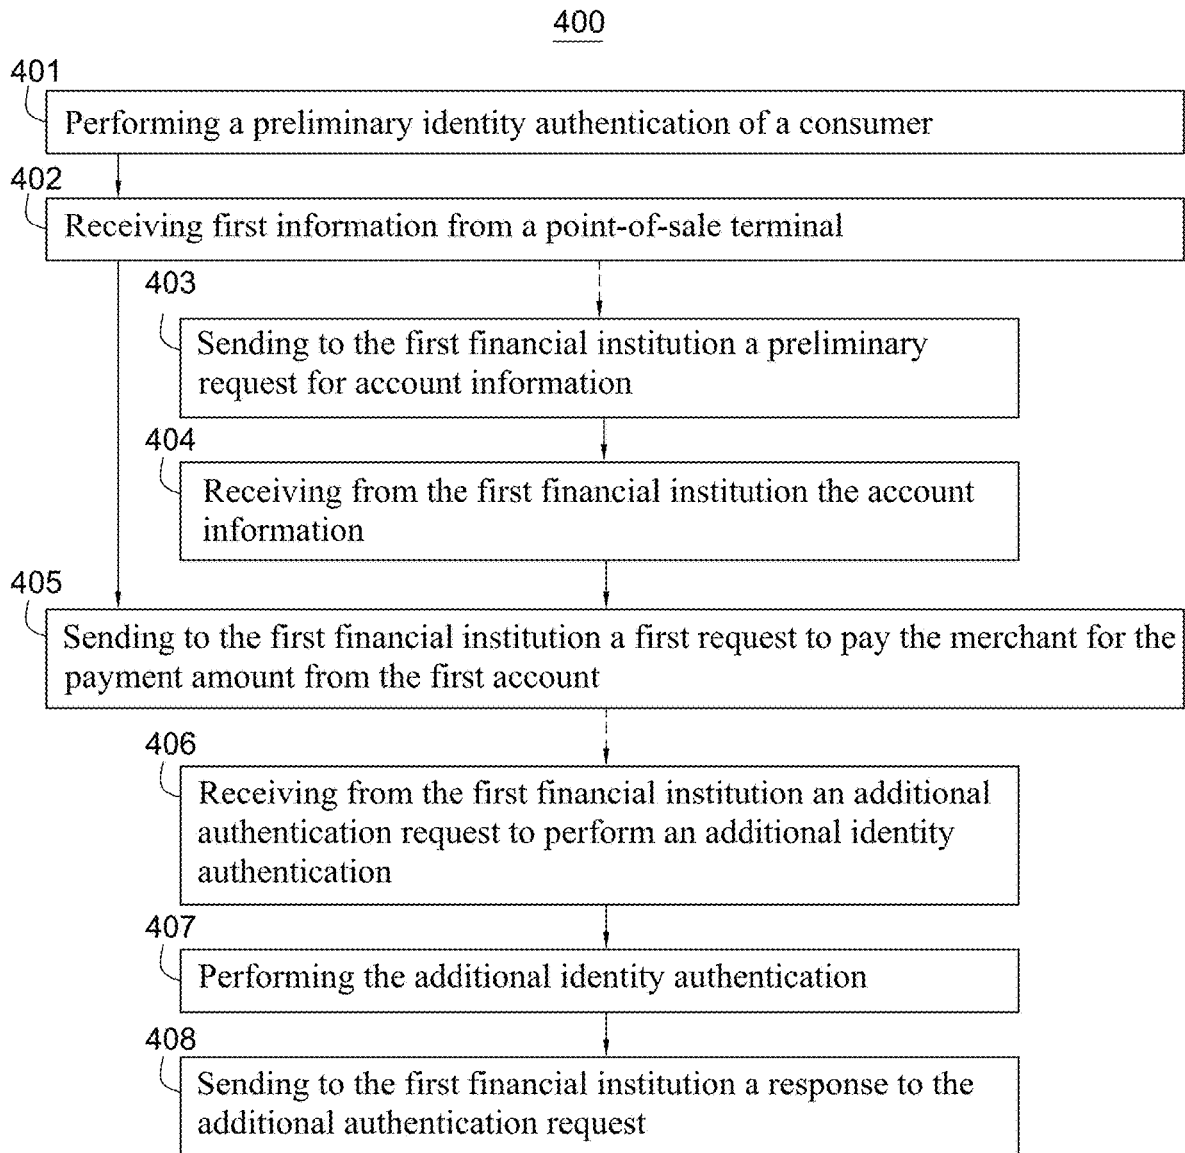 400
401
Performing a preliminary identity authentication of a consumer
402
Receiving first information from a point-of-sale terminal
403
Sending to the first financial institution a preliminary
request for account information
404
Receiving from the first financial institution the account
information
405
Sending to the first financial institution a first request to pay the merchant for the
payment amount from the first account
406
Receiving from the first financial institution an additional
authentication request to perform an additional identity
authentication
407
Performing the additional identity authentication
408
Sending to the first financial institution a response to the
additional authentication request